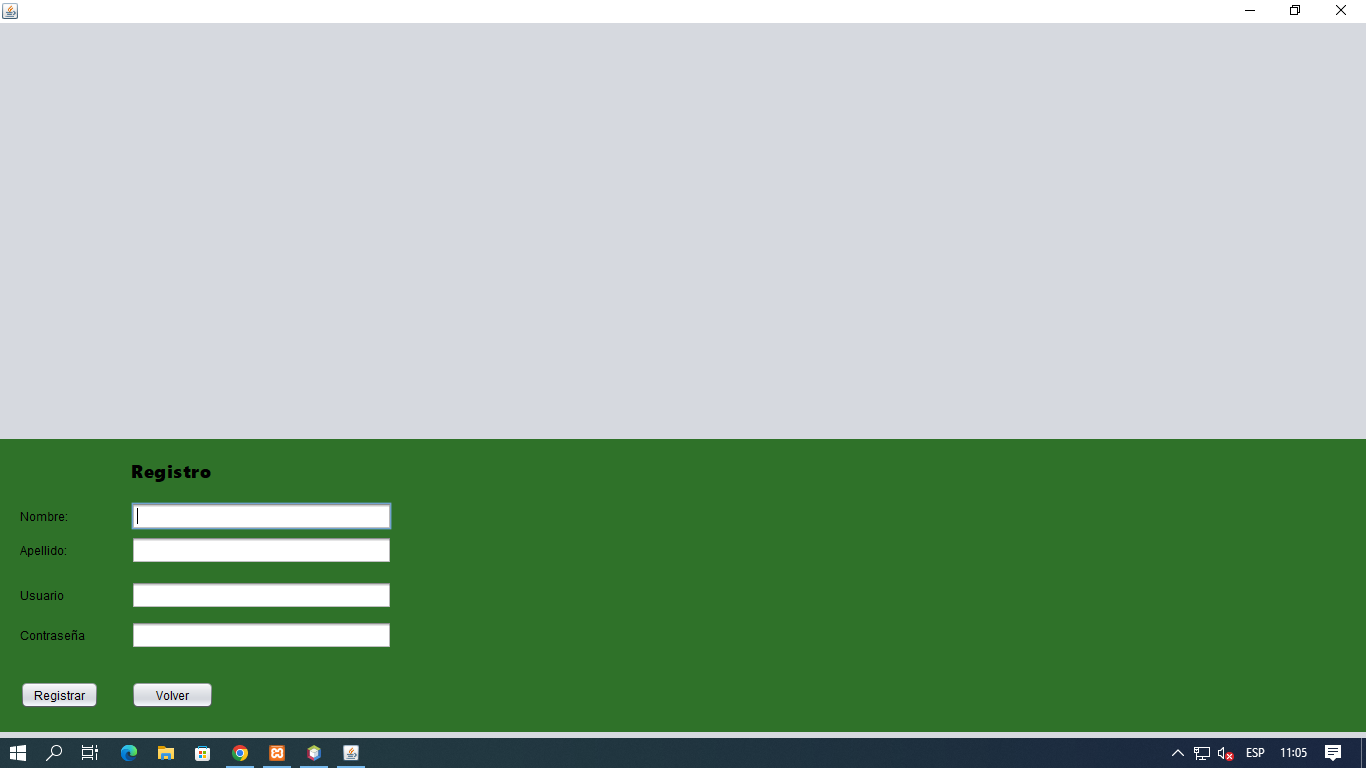 Registro
Nombre:
Apellido:
Usuario
Contraseña
Registrar Volver
ESP 11:05